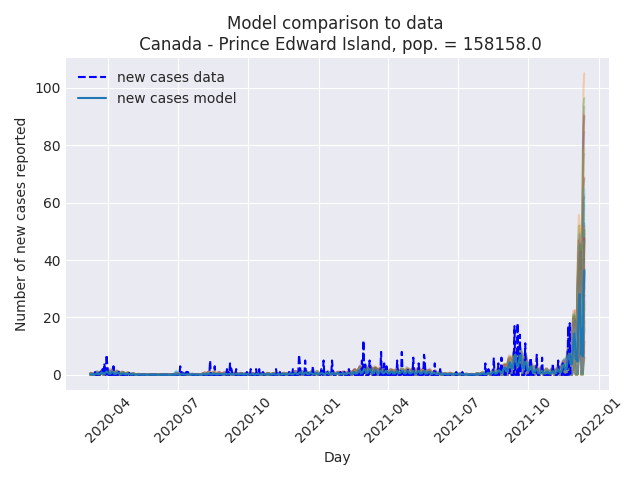 Model comparison to data
Canada - Prince Edward Island, pop. = 158158.0
new cases data
new cases model
Number of new cases reported
100
80
60
40
20
0
2020-04
2020-07
2020-10
2021-01
2021-04
2021-07
2021-10
2022-01
Day